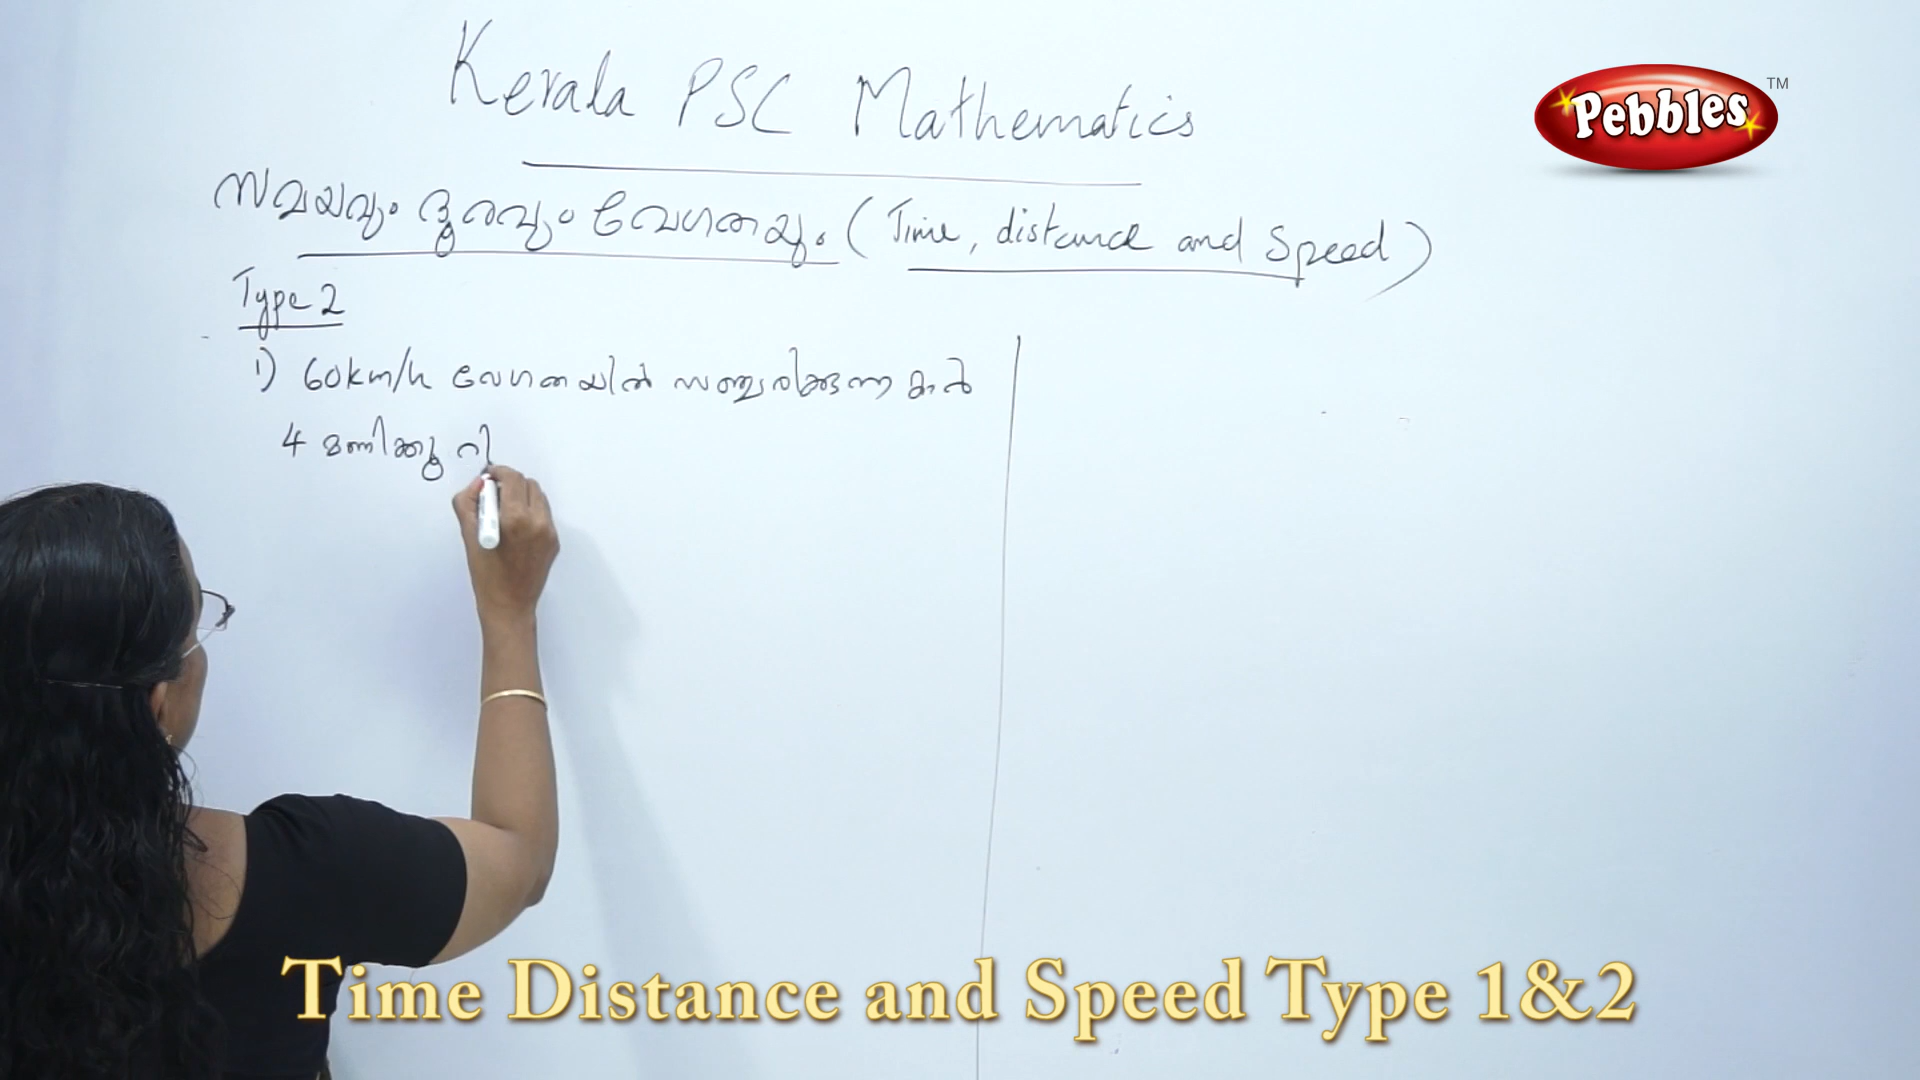 Kerala PSC Mathematics
Pebbles TM
സമയവും ദൂരവും വേഗതയും (Time, distance and Speed)
Type 2
1) 60km/h വേഗതയിൽ സഞ്ചരിക്കുന്ന കാർ
4 മണിക്കൂറി
Time Distance and Speed Type 1&2